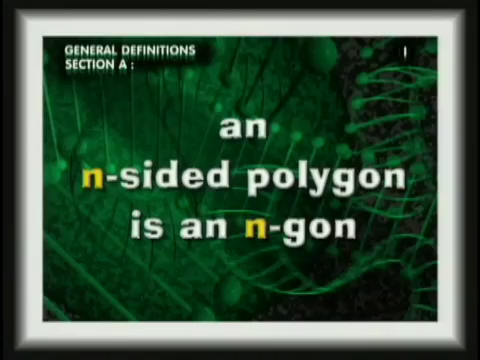 GENERAL DEFINITIONS
SECTION A :
an
n-sided polygon
is an n-gon